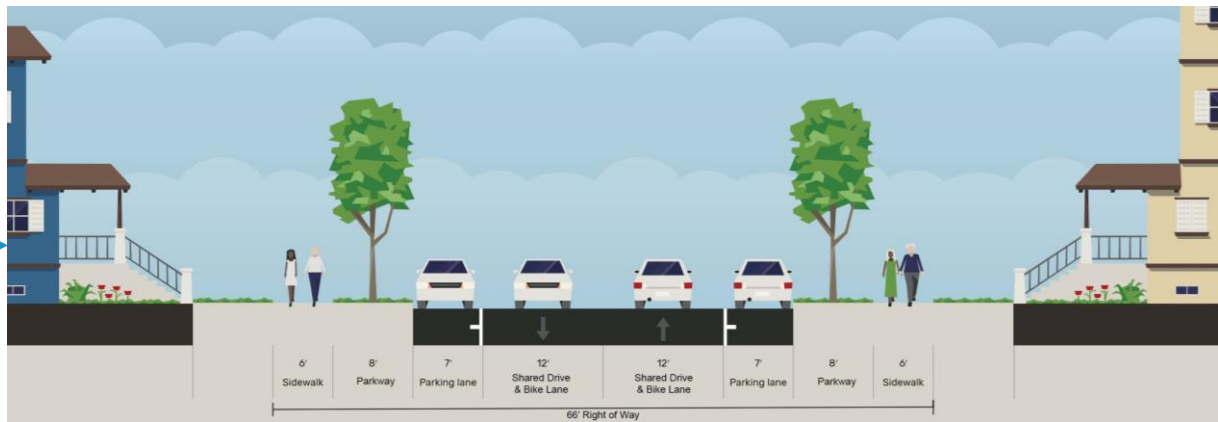 6'
Sidewalk
8'
Parkway
7'
Parking lane
12'
Shared Drive
& Bike Lane
12'
Shared Drive
& Bike Lane
7'
Parking lane
8'
Parkway
6'
Sidewalk
66' Right of Way